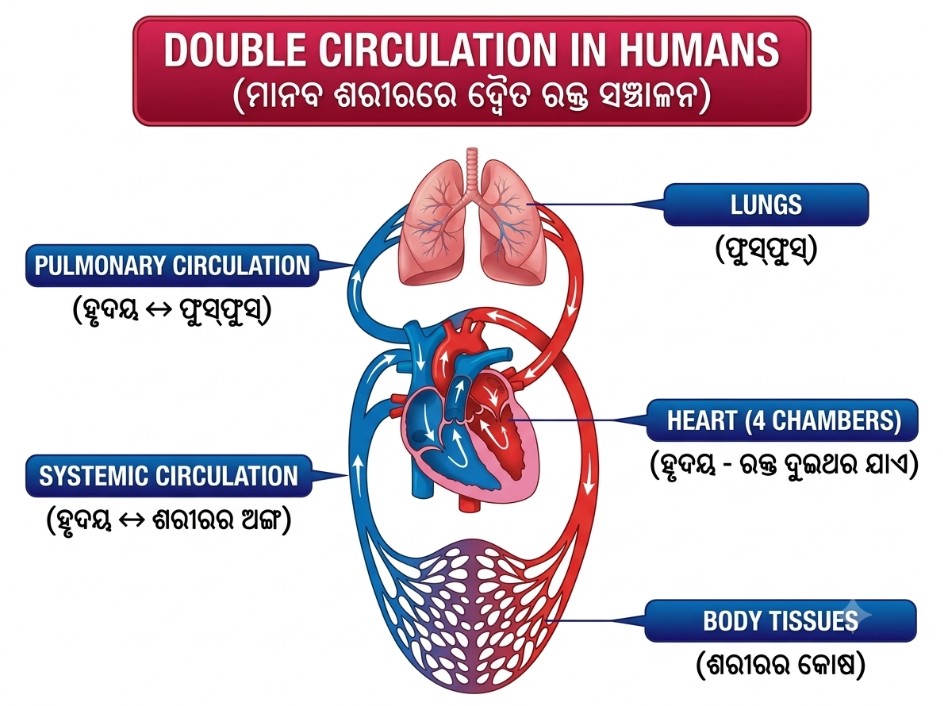 DOUBLE CIRCULATION IN HUMANS
(ମାନବ ଶରୀରରେ ଦ୍ୱୈତ ରକ୍ତ ସଞ୍ଚାଳନ)
LUNGS
(ଫୁସ୍‌ଫୁସ୍)
PULMONARY CIRCULATION
(ହୃଦୟ ↔ ଫୁସ୍‌ଫୁସ୍)
HEART (4 CHAMBERS)
(ହୃଦୟ - ରକ୍ତ ଦୁଇଥର ଯାଏ)
SYSTEMIC CIRCULATION
(ହୃଦୟ ↔ ଶରୀରର ଅଙ୍ଗ)
BODY TISSUES
(ଶରୀରର କୋଷ)